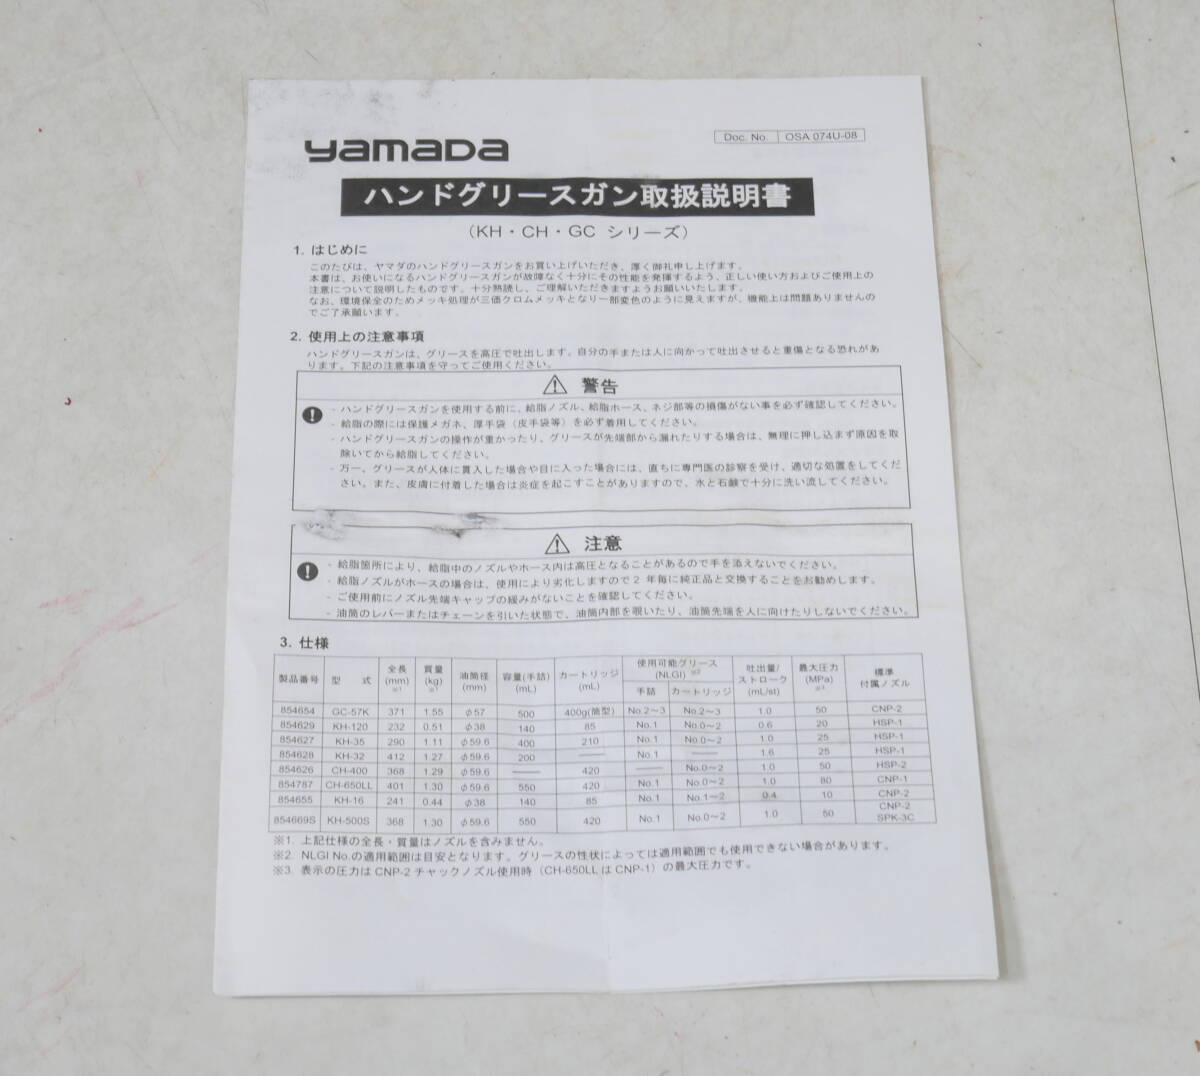 yamada
Doc. No. OSA 074U-08
ハンドグリースガン取扱説明書
（KH・CH・GC シリーズ）
1. はじめに
このたびは、ヤマダのハンドグリースガンをお買い上げいただき、厚く御礼申し上げます。
本書は、お使いになるハンドグリースガンが故障なく十分にその性能を発揮するよう、正しい使い方およびご使用上の
注意について説明したものです。十分熟読し、ご理解いただきますようお願いいたします。
なお、環境保全のためメッキ処理が三価クロムメッキとなり一部変色のように見えますが、機能上は問題ありませんの
でご了承願います。
2. 使用上の注意事項
ハンドグリースガンは、グリースを高圧で吐出します。自分の手または人に向かって吐出させると重傷となる恐れがあ
ります。下記の注意事項を守ってご使用ください。
警告
- ハンドグリースガンを使用する前に、給脂ノズル、給脂ホース、ネジ部等の損傷がない事を必ず確認してください。
- 給脂の際には保護メガネ、厚手袋（皮手袋等）を必ず着用してください。
- ハンドグリースガンの操作が重かったり、グリースが先端部から漏れたりする場合は、無理に押し込まず原因を取
除いてから給脂してください。
- 万一、グリースが人体に貫入した場合や目に入った場合には、直ちに専門医の診察を受け、適切な処置をしてくだ
さい。また、皮膚に付着した場合は炎症を起こすことがありますので、水と石鹸で十分に洗い流してください。
注意
- 給脂箇所により、給脂中のノズルやホース内は高圧となることがあるので手を添えないでください。
- 給脂ノズルがホースの場合は、使用により劣化しますので2 年毎に純正品と交換することをお勧めします。
- ご使用前にノズル先端キャップの緩みがないことを確認してください。
- 油筒のレバーまたはチェーンを引いた状態で、油筒内部を覗いたり、油筒先端を人に向けたりしないでください。
3. 仕様
製品番号 型 式 全長 (mm) ※1 質量 (kg) ※1 油筒径 (mm) 容量(手詰) (mL) カートリッジ (mL) 使用可能グリース (NLGI) ※2 手詰 カートリッジ 吐出量/ストローク (mL/st) 最大圧力 (MPa) ※3 標準 付属ノズル
854654 GC-57K 371 1.55 φ57 500 400g(筒型) No.2～3 No.2～3 1.0 50 CNP-2
854629 KH-120 232 0.51 φ38 140 85 No.1 No.0～2 0.6 20 HSP-1
854627 KH-35 290 1.11 φ59.6 400 210 No.1 No.0～2 1.0 25 HSP-1
854628 KH-32 412 1.27 φ59.6 200 —— No.1 —— 1.6 25 HSP-1
854626 CH-400 368 1.29 φ59.6 —— 420 —— No.0～2 1.0 50 HSP-2
854787 CH-650LL 401 1.30 φ59.6 550 420 No.1 No.0～2 1.0 80 CNP-1
854655 KH-16 241 0.44 φ38 140 85 No.1 No.1～2 0.4 10 CNP-2
854669S KH-500S 368 1.30 φ59.6 550 420 No.1 No.0～2 1.0 50 CNP-2 SPK-3C
※1. 上記仕様の全長・質量はノズルを含みません。
※2. NLGI No.の適用範囲は目安となります。グリースの性状によっては適用範囲でも使用できない場合があります。
※3. 表示の圧力はCNP-2 チャックノズル使用時（CH-650LL は CNP-1）の最大圧力です。